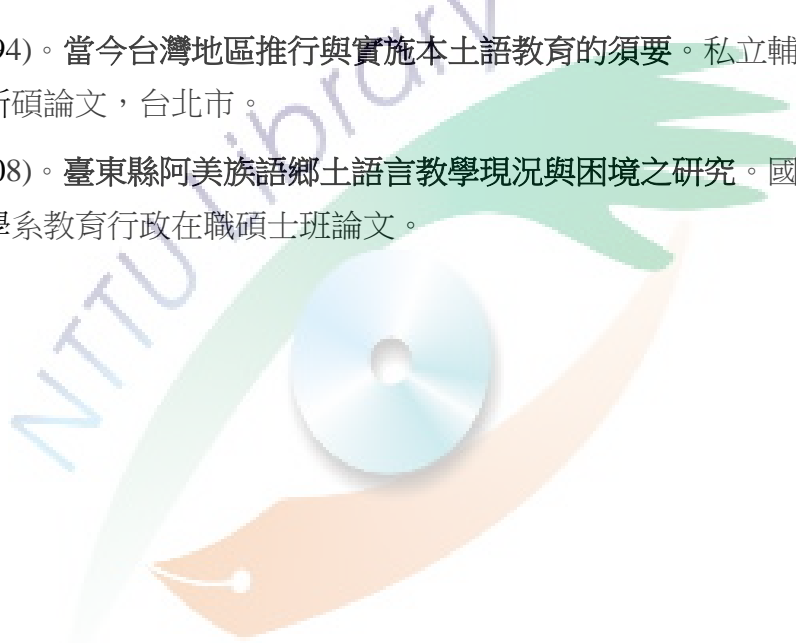 94)。當今台灣地區推行與實施本土語教育的須要。私立輔
碩論文，台北市。
08)。臺東縣阿美族語鄉土語言教學現況與困境之研究。國
學系教育行政在職碩士班論文。
NTTU Library